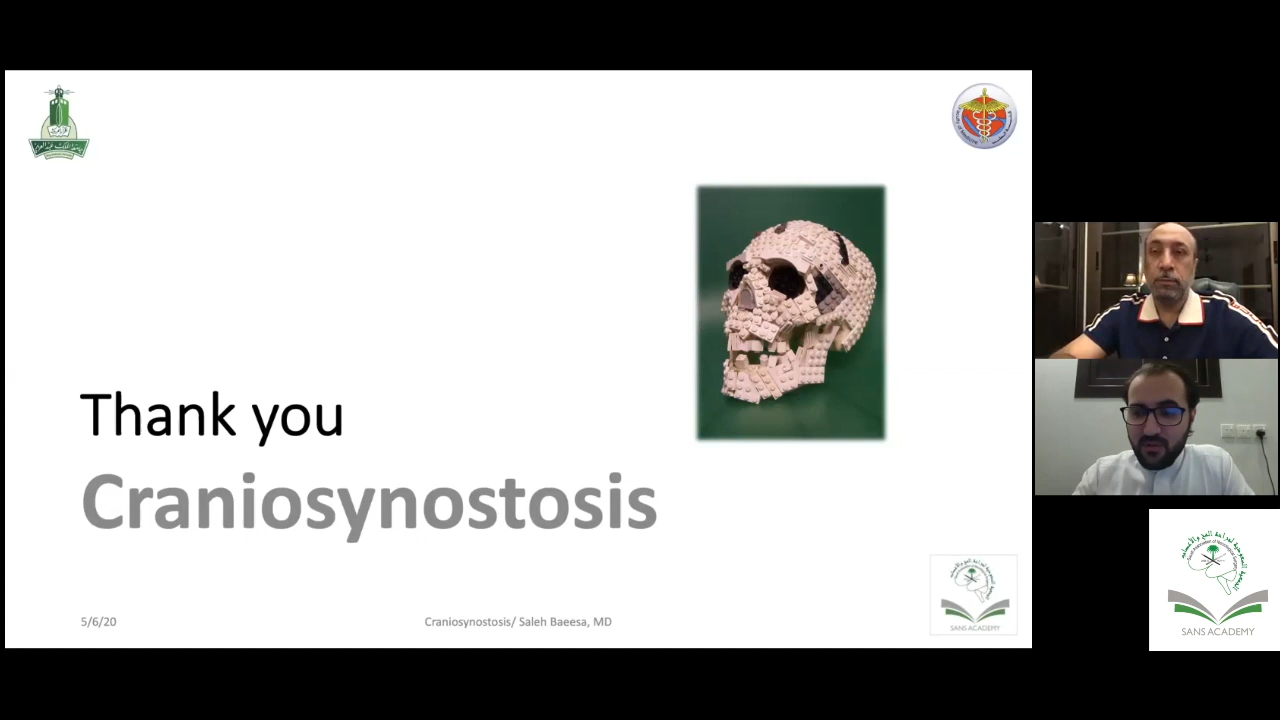 Thank you
Craniosynostosis
5/6/20
Craniosynostosis/ Saleh Baeesa, MD
SANS ACADEMY
SANS ACADEMY